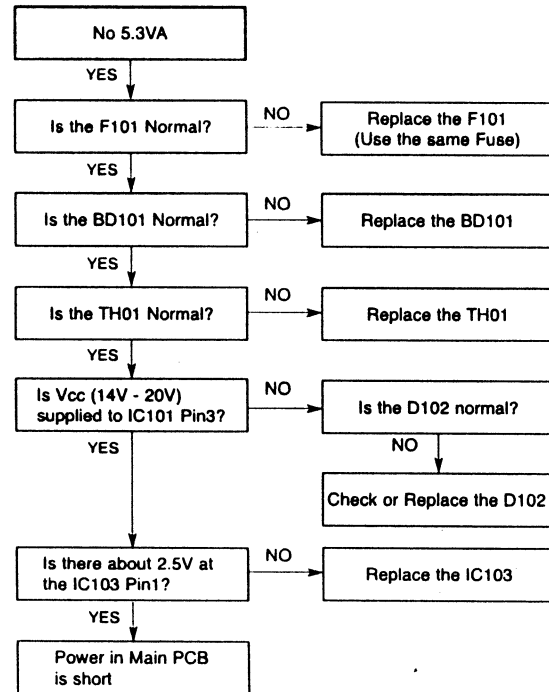 No 5.3VA
YES
Is the F101 Normal?
NO
Replace the F101
(Use the same Fuse)
YES
Is the BD101 Normal?
NO
Replace the BD101
YES
Is the TH01 Normal?
NO
Replace the TH01
YES
Is Vcc (14V - 20V)
supplied to IC101 Pin3?
NO
Is the D102 normal?
YES
NO
Check or Replace the D102
Is there about 2.5V at
the IC103 Pin1?
NO
Replace the IC103
YES
Power in Main PCB
is short